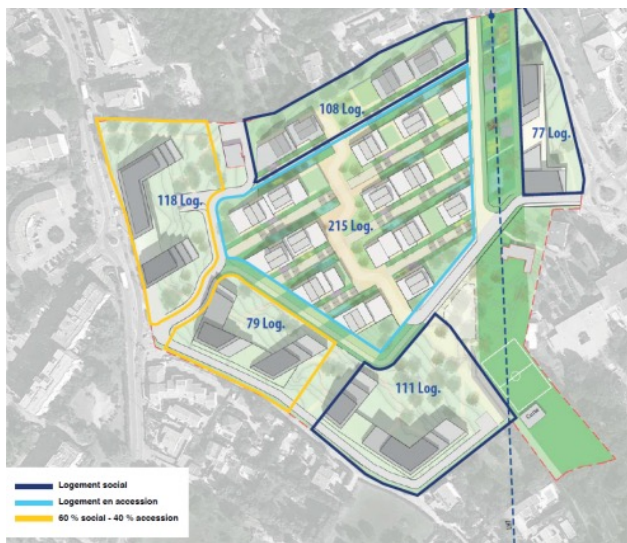 108 Log.
77 Log.
118 Log.
215 Log.
79 Log.
111 Log.
Logement social
Logement en accession
60 % social - 40 % accession